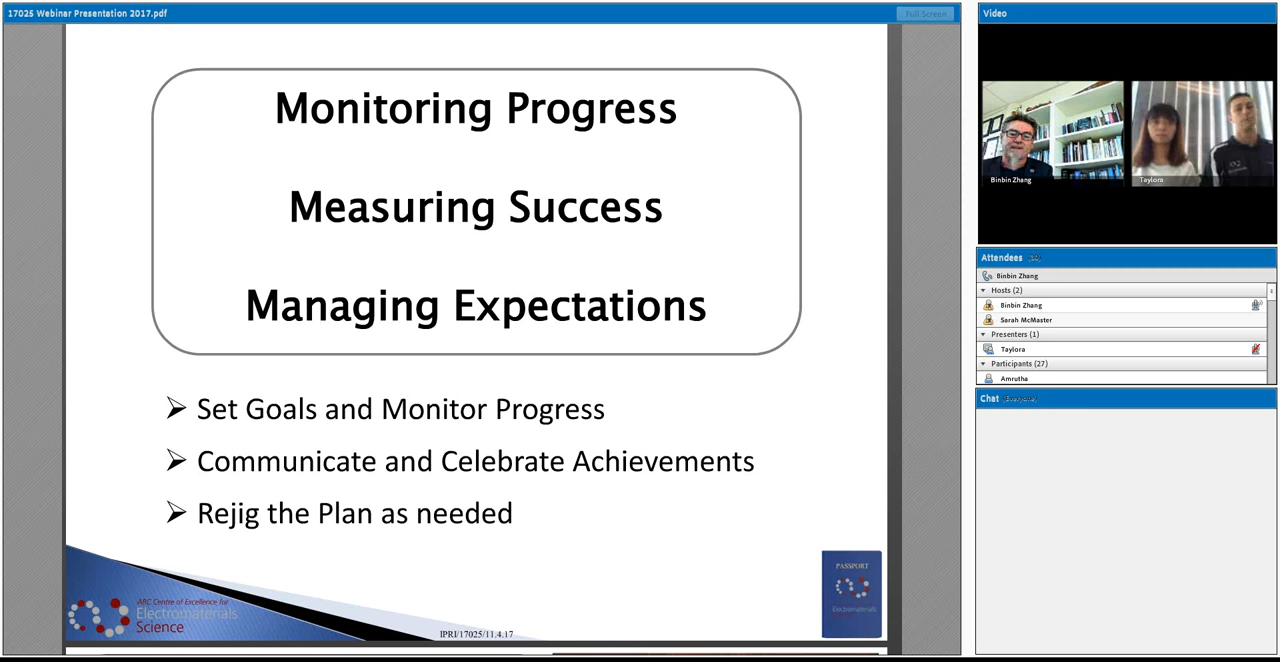 17025 Webinar Presentation 2017.pdf
Full Screen
Monitoring Progress
Measuring Success
Managing Expectations
➢ Set Goals and Monitor Progress
➢ Communicate and Celebrate Achievements
➢ Rejig the Plan as needed
ARC Centre of Excellence for
Electromaterials
Science
IPRI/17025/11.4.17
PASSPORT
Electromaterials
Video
Binbin Zhang
Taylora
Attendees (30)
Binbin Zhang
Hosts (2)
Binbin Zhang
Sarah McMaster
Presenters (1)
Taylora
Participants (27)
Amrutha
Chat (Everyone)